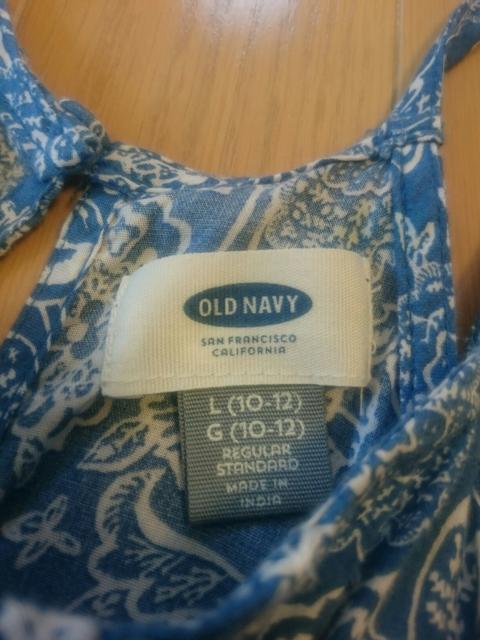 OLD NAVY
SAN FRANCISCO
CALIFORNIA
L (10-12)
G (10-12)
REGULAR
STANDARD
MADE IN
INDIA